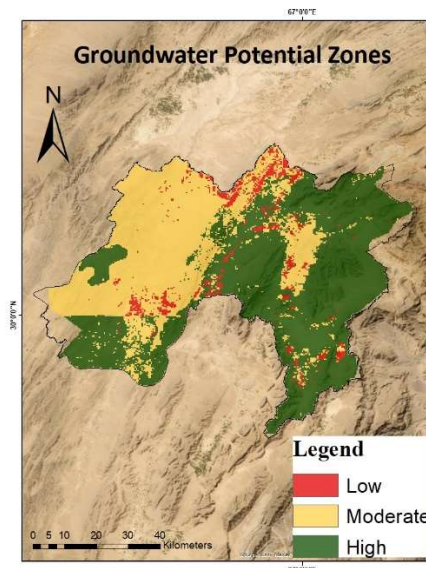 67°0'0"E
Groundwater Potential Zones
N
30°0'0"N
Legend
Low
Moderate
High
0 5 10 20 30 40
Kilometers